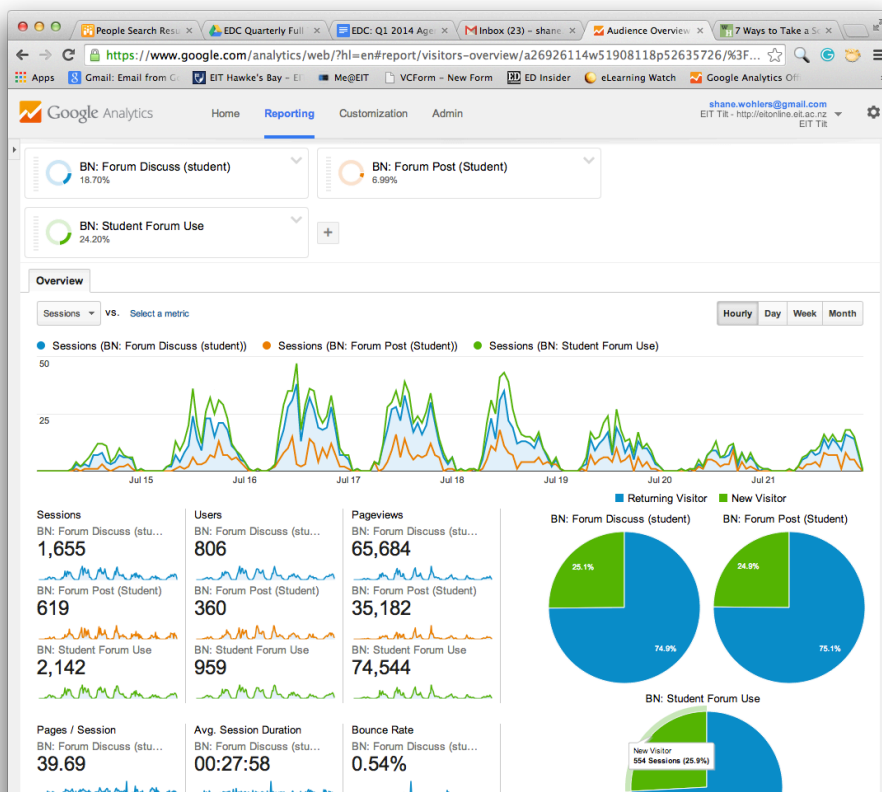 People Search Resu
EDC Quarterly Full
EDC: Q1 2014 Age
Inbox (23) – shane.
Audience Overview
7 Ways to Take a Sc
https://www.google.com/analytics/web/?hl=en#report/visitors-overview/a26926114w51908118p52635726/%3F...
Apps
Gmail: Email from G
EIT Hawke's Bay – EI
Me@EIT
VCForm – New Form
ED Insider
eLearning Watch
Google Analytics Off
Google Analytics
Home
Reporting
Customization
Admin
shane.wohlers@gmail.com
EIT Tilt - http://eitonline.eit.ac.nz
EIT Tilt
BN: Forum Discuss (student)
18.70%
BN: Forum Post (Student)
6.99%
BN: Student Forum Use
24.20%
+
Overview
Sessions
VS.
Select a metric
Hourly
Day
Week
Month
Sessions (BN: Forum Discuss (student))
Sessions (BN: Forum Post (Student))
Sessions (BN: Student Forum Use)
50
25
Jul 15
Jul 16
Jul 17
Jul 18
Jul 19
Jul 20
Jul 21
Returning Visitor
New Visitor
Sessions
BN: Forum Discuss (stu...
1,655
BN: Forum Post (Student)
619
BN: Student Forum Use
2,142
Users
BN: Forum Discuss (stu...
806
BN: Forum Post (Student)
360
BN: Student Forum Use
959
Pageviews
BN: Forum Discuss (stu...
65,684
BN: Forum Post (Student)
35,182
BN: Student Forum Use
74,544
BN: Forum Discuss (student)
25.1%
74.9%
BN: Forum Post (Student)
24.9%
75.1%
BN: Student Forum Use
New Visitor
554 Sessions (25.9%)
Pages / Session
BN: Forum Discuss (stu...
39.69
Avg. Session Duration
BN: Forum Discuss (stu...
00:27:58
Bounce Rate
BN: Forum Discuss (stu...
0.54%